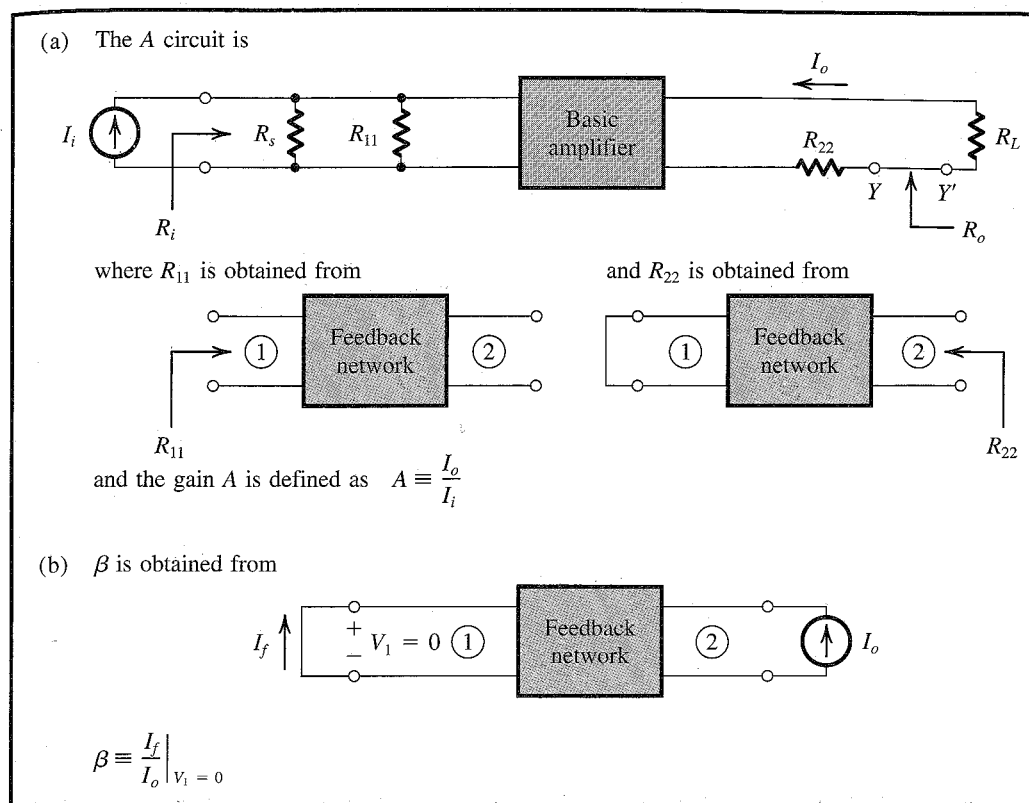 (a) The A circuit is
I_o
I_i
R_s
R_11
Basic
amplifier
R_22
R_L
Y
Y'
R_i
R_o
where R_11 is obtained from
and R_22 is obtained from
1
Feedback
network
2
1
Feedback
network
2
R_11
R_22
and the gain A is defined as A ≡ I_o / I_i
(b) β is obtained from
I_f
+
−
V_1 = 0
1
Feedback
network
2
I_o
β ≡ I_f / I_o |_{V_1 = 0}